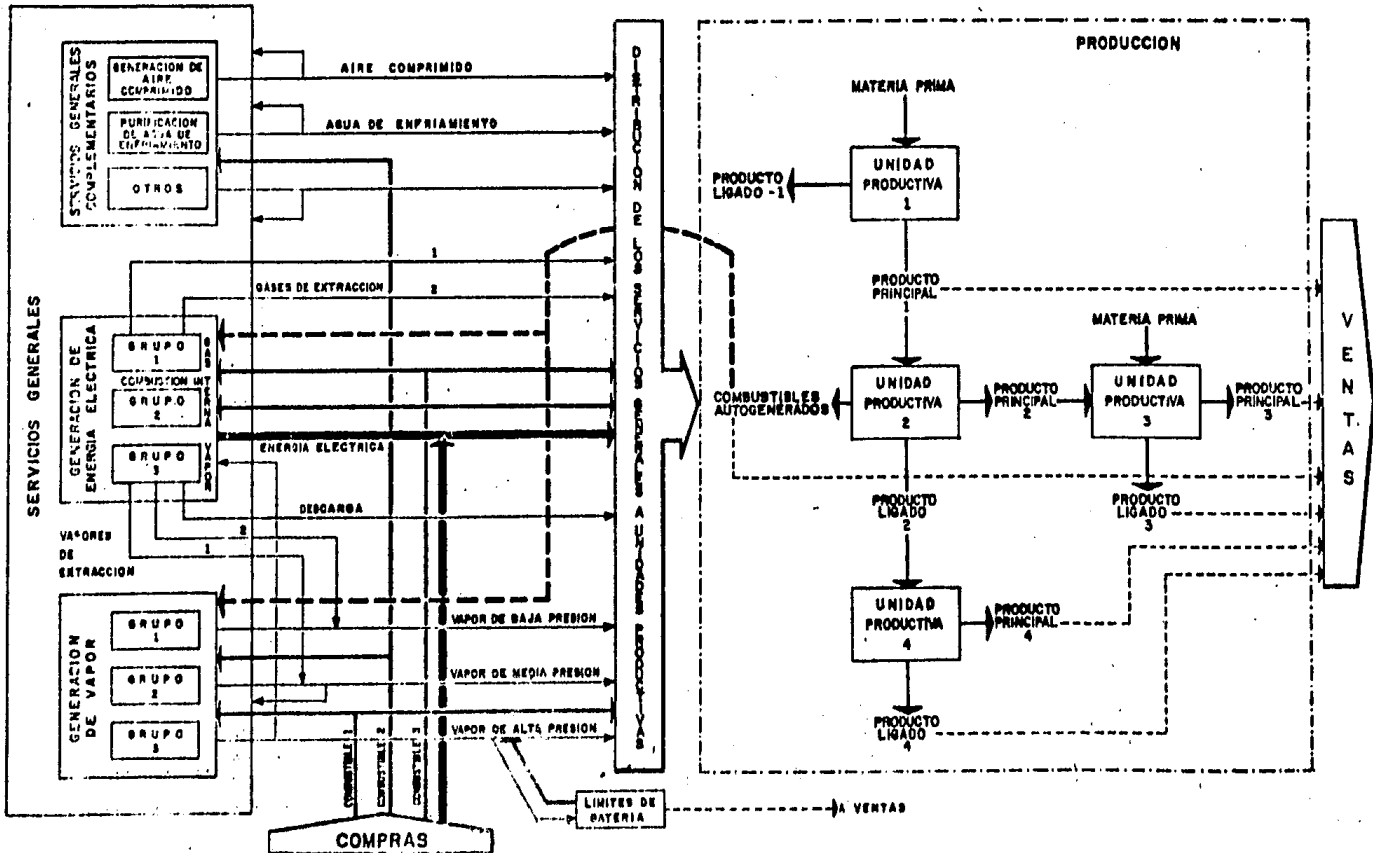 SERVICIOS GENERALES
SERVICIOS GENERALES
COMPLEMENTARIOS
GENERACION DE
AIRE
COMPRIMIDO
PURIFICACION
DE AGUA DE
ENFRIAMIENTO
OTROS
AIRE COMPRIMIDO
AGUA DE ENFRIAMIENTO
1
GASES DE EXTRACCION 2
GENERACION DE
ENERGIA ELECTRICA
GRUPO
1
GAS
COMBUSTION INTERNA
GRUPO
2
GRUPO
3
VAPOR
ENERGIA ELECTRICA
DESCARGA
2
1
VAPORES
DE
EXTRACCION
GENERACION
DE VAPOR
GRUPO
1
GRUPO
2
GRUPO
3
VAPOR DE BAJA PRESION
VAPOR DE MEDIA PRESION
VAPOR DE ALTA PRESION
COMBUSTIBLE 1
COMBUSTIBLE 2
COMBUSTIBLE 3
COMPRAS
LIMITES DE
BATERIA
A VENTAS
DISTRIBUCION DE LOS SERVICIOS GENERALES A UNIDADES PRODUCTIVAS
PRODUCCION
MATERIA PRIMA
UNIDAD
PRODUCTIVA
1
PRODUCTO
LIGADO - 1
PRODUCTO
PRINCIPAL
MATERIA PRIMA
COMBUSTIBLES
AUTOGENERADOS
UNIDAD
PRODUCTIVA
2
PRODUCTO
PRINCIPAL
2
UNIDAD
PRODUCTIVA
3
PRODUCTO
PRINCIPAL
3
PRODUCTO
LIGADO
2
PRODUCTO
LIGADO
3
UNIDAD
PRODUCTIVA
4
PRODUCTO
PRINCIPAL
4
PRODUCTO
LIGADO
4
VENTAS